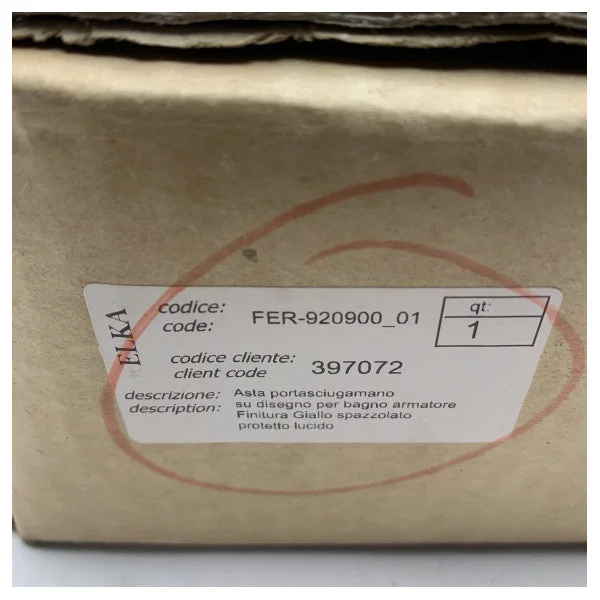 ELKA
codice: FER-920900_01
code:
qt:
1
codice cliente: 397072
client code
descrizione: Asta portasciugamano
description: su disegno per bagno armatore
Finitura Giallo spazzolato
protetto lucido